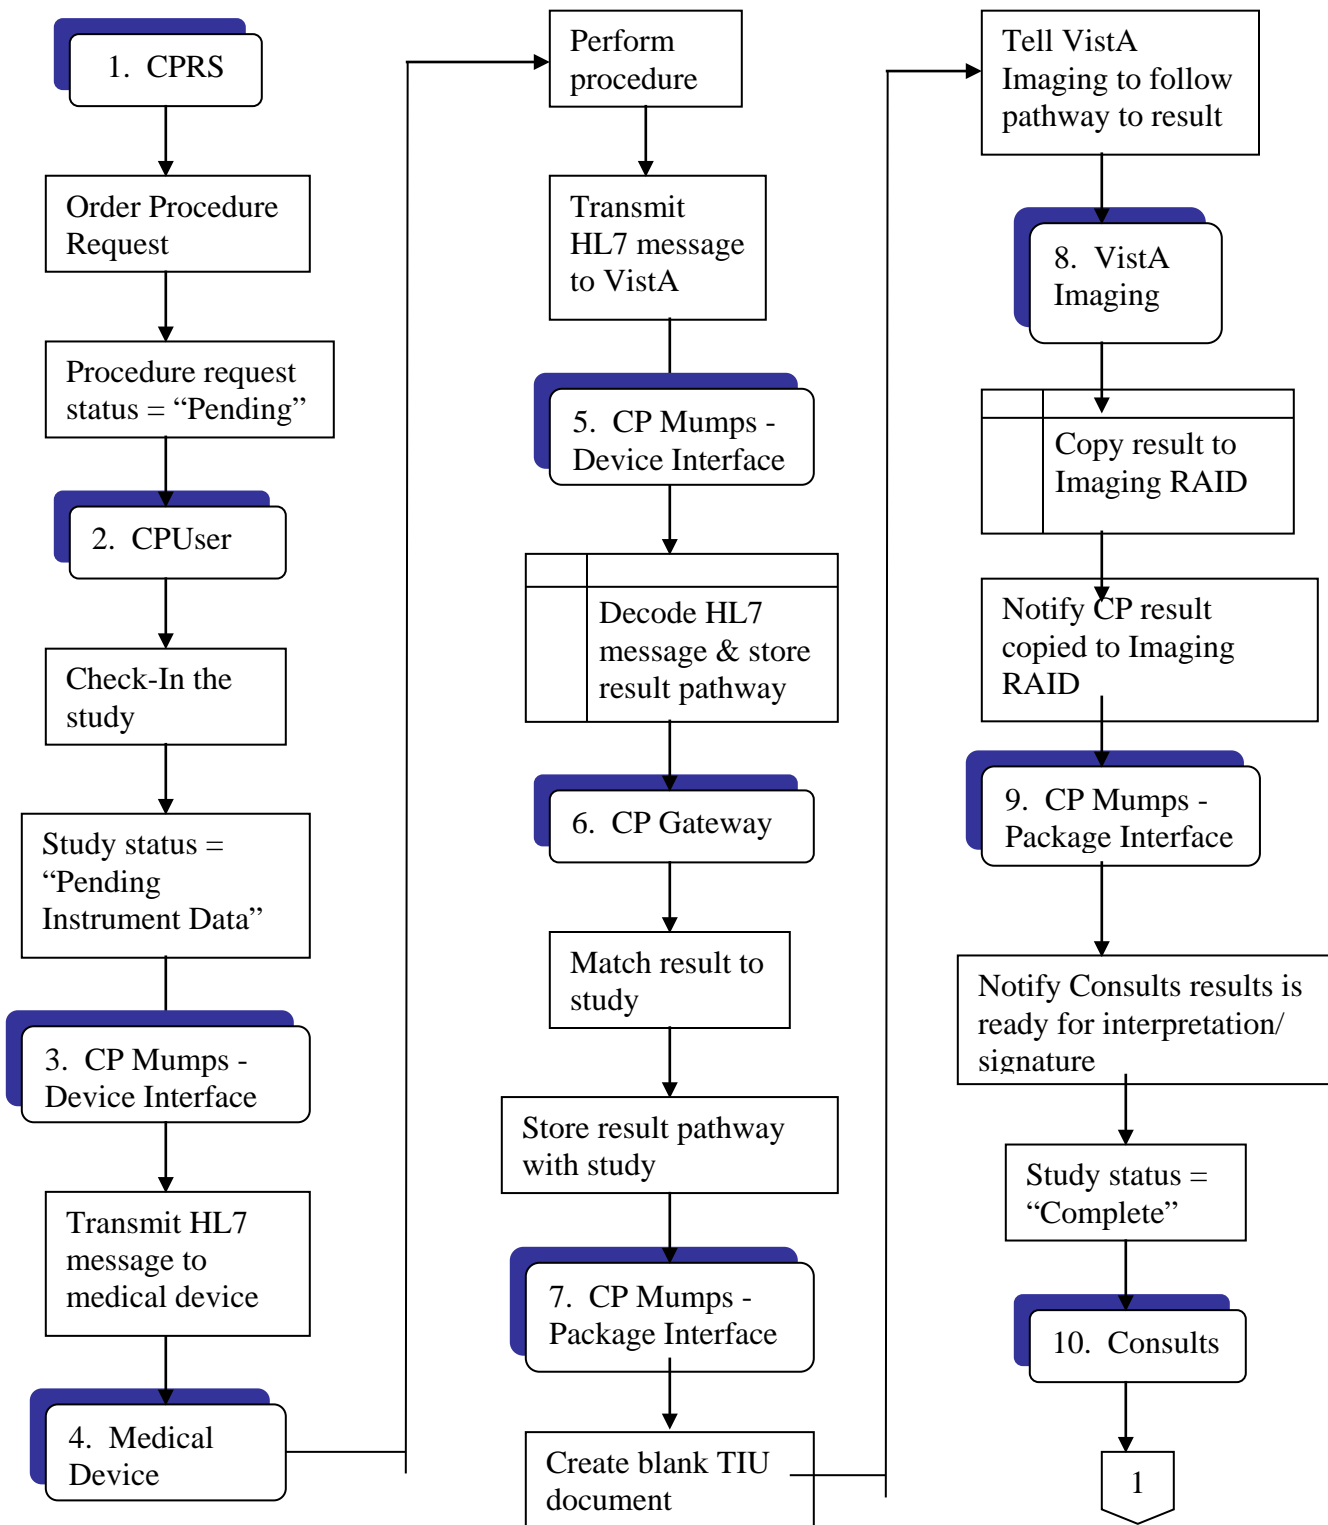 1. CPRS
Order Procedure
Request
Procedure request
status = “Pending”
2. CPUser
Check-In the
study
Study status =
“Pending
Instrument Data”
3. CP Mumps -
Device Interface
Transmit HL7
message to
medical device
4. Medical
Device
Perform
procedure
Transmit
HL7 message
to VistA
5. CP Mumps -
Device Interface
Decode HL7
message & store
result pathway
6. CP Gateway
Match result to
study
Store result pathway
with study
7. CP Mumps -
Package Interface
Create blank TIU
document
Tell VistA
Imaging to follow
pathway to result
8. VistA
Imaging
Copy result to
Imaging RAID
Notify CP result
copied to Imaging
RAID
9. CP Mumps -
Package Interface
Notify Consults results is
ready for interpretation/
signature
Study status =
“Complete”
10. Consults
1